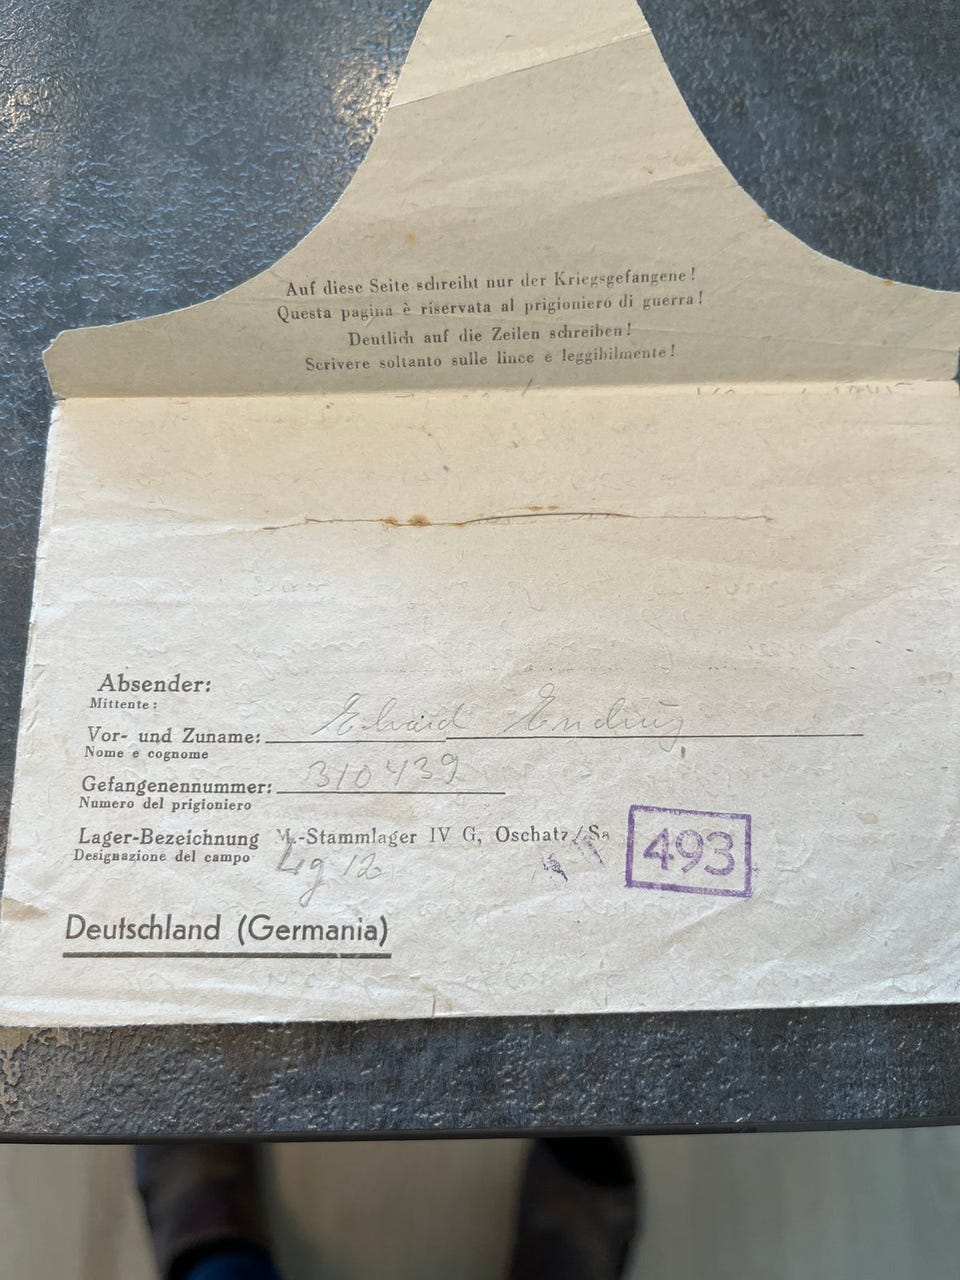 Auf diese Seite schreibt nur der Kriegsgefangene!
Questa pagina è riservata al prigioniero di guerra!
Deutlich auf die Zeilen schreiben!
Scrivere soltanto sulle lince e leggibilmente!
Absender:
Mittente:
Vor- und Zuname:
Nome e cognome
Gefangenennummer: 310439
Numero del prigioniero
Lager-Bezeichnung M.-Stammlager IV G, Oschatz/Sa
Designazione del campo
12
493
Deutschland (Germania)